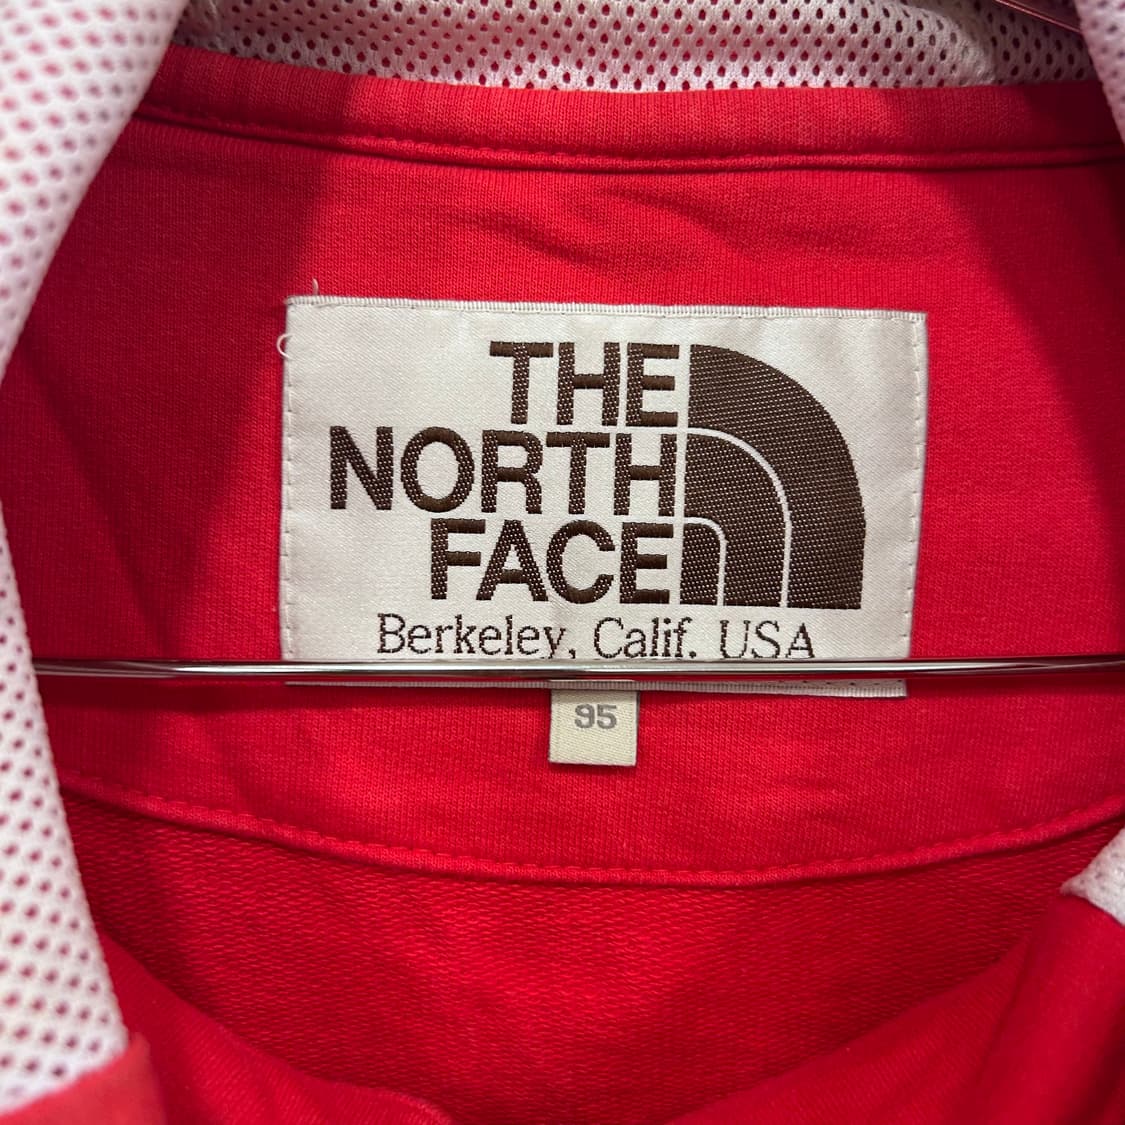 THE
NORTH
FACE
Berkeley, Calif. USA
95